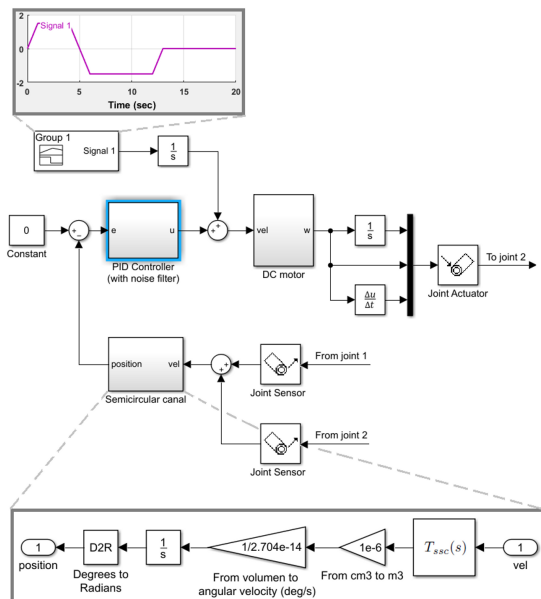 2
Signal 1
0
-2
0
5
10
15
20
Time (sec)
Group 1
Signal 1
1
s
0
Constant
e
u
PID Controller
(with noise filter)
vel
w
DC motor
1
s
Δu
Δt
Joint Actuator
To joint 2
position
vel
Semicircular canal
Joint Sensor
From joint 1
Joint Sensor
From joint 2
1
position
D2R
Degrees to
Radians
1
s
1/2.704e-14
From volumen to
angular velocity (deg/s)
1e-6
From cm3 to m3
Tssc(s)
1
vel